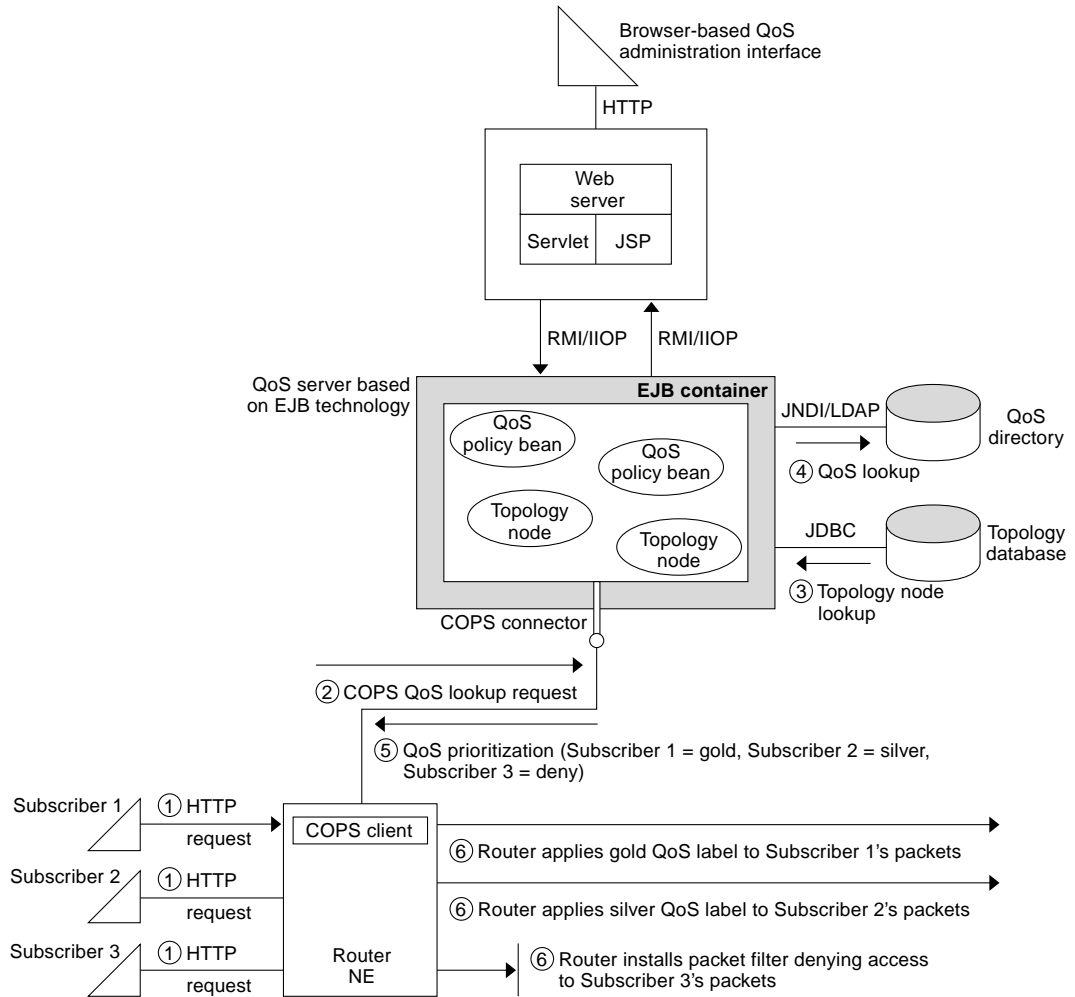 Browser-based QoS
administration interface
HTTP
Web
server
Servlet
JSP
RMI/IIOP
RMI/IIOP
QoS server based
on EJB technology
EJB container
QoS
policy bean
QoS
policy bean
Topology
node
Topology
node
JNDI/LDAP
④ QoS lookup
QoS
directory
JDBC
③ Topology node
lookup
Topology
database
COPS connector
② COPS QoS lookup request
⑤ QoS prioritization (Subscriber 1 = gold, Subscriber 2 = silver,
Subscriber 3 = deny)
Subscriber 1
① HTTP
request
COPS client
⑥ Router applies gold QoS label to Subscriber 1's packets
Subscriber 2
① HTTP
request
⑥ Router applies silver QoS label to Subscriber 2's packets
Subscriber 3
① HTTP
request
Router
NE
⑥ Router installs packet filter denying access
to Subscriber 3's packets